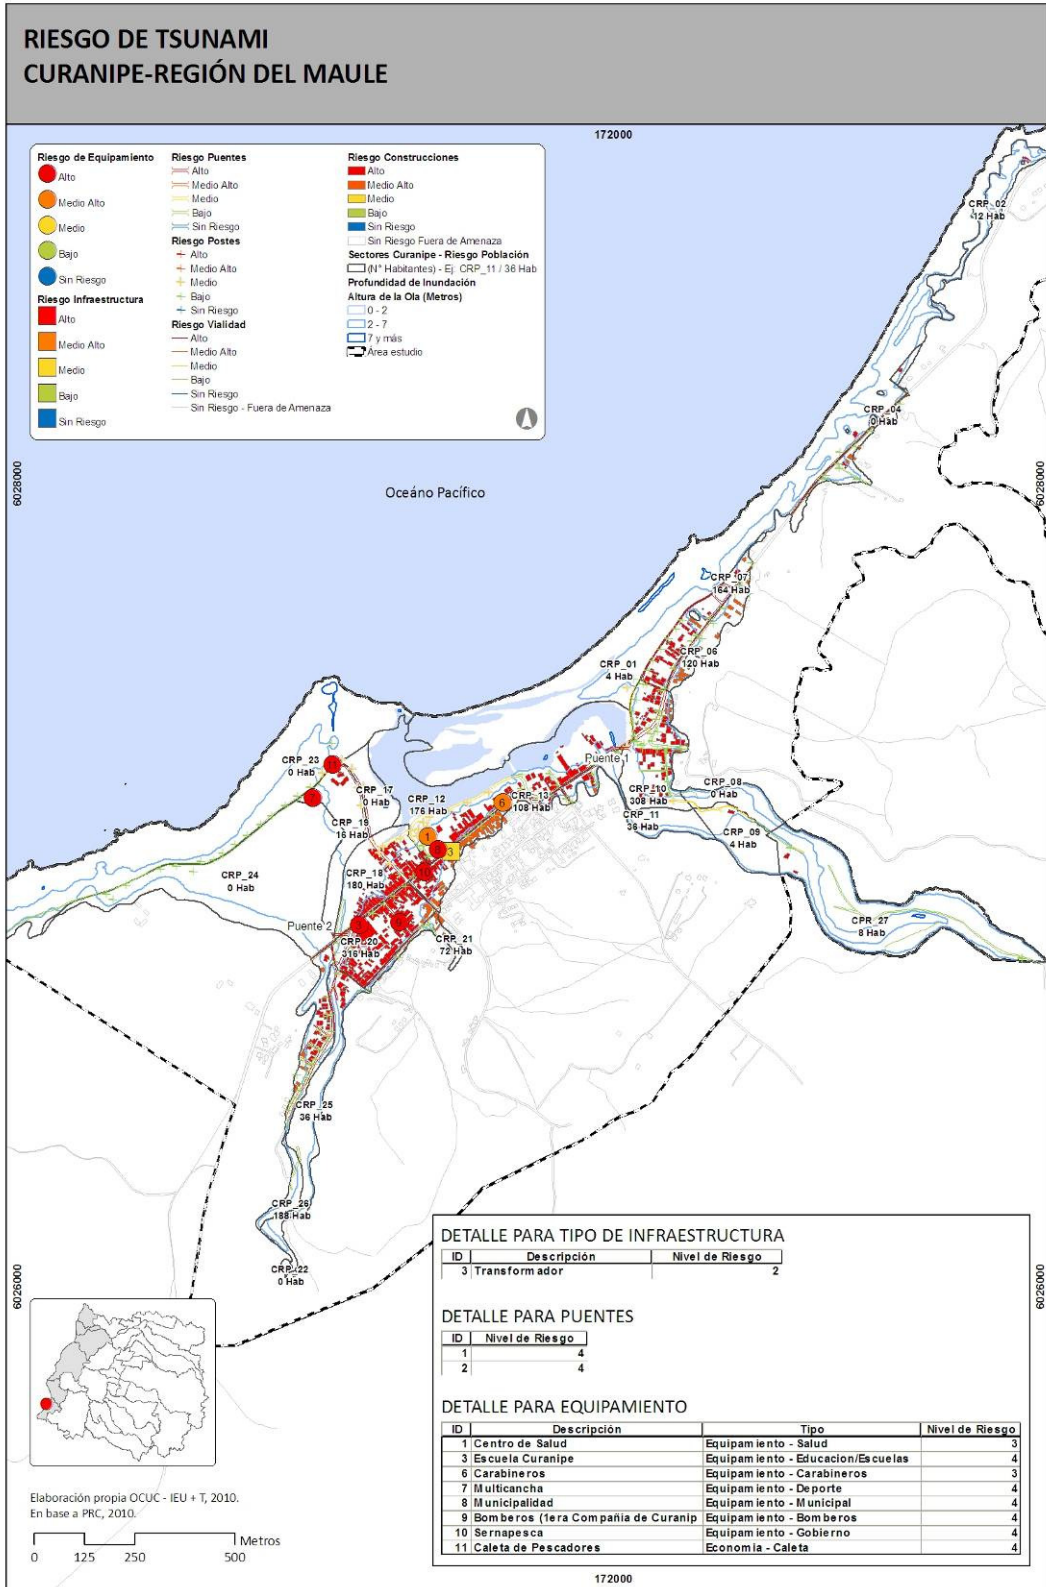 RIESGO DE TSUNAMI
CURANIPE-REGIÓN DEL MAULE
172000
Riesgo de Equipamiento
Alto
Medio Alto
Medio
Bajo
Sin Riesgo
Riesgo Infraestructura
Alto
Medio Alto
Medio
Bajo
Sin Riesgo
Riesgo Puentes
Alto
Medio Alto
Medio
Bajo
Sin Riesgo
Riesgo Postes
Alto
Medio Alto
Medio
Bajo
Sin Riesgo
Riesgo Vialidad
Alto
Medio Alto
Medio
Bajo
Sin Riesgo
Sin Riesgo - Fuera de Amenaza
Riesgo Construcciones
Alto
Medio Alto
Medio
Bajo
Sin Riesgo
Sin Riesgo Fuera de Amenaza
Sectores Curanipe - Riesgo Población
(N° Habitantes) - Ej: CRP_11 / 36 Hab
Profundidad de Inundación
Altura de la Ola (Metros)
0 - 2
2 - 7
7 y más
Área estudio
CRP_02
12 Hab
CRP_04
0 Hab
6028000
6028000
Oceáno Pacífico
CRP_07
164 Hab
CRP_06
120 Hab
CRP_01
4 Hab
Puente 1
CRP_23
0 Hab
11
7
CRP_17
0 Hab
CRP_12
176 Hab
6
CRP_13
108 Hab
CRP_10
308 Hab
CRP_08
0 Hab
CRP_11
36 Hab
CRP_09
4 Hab
CRP_19
16 Hab
1
8
3
10
CRP_18
180 Hab
CRP_24
0 Hab
Puente 2
3
9
CRP_20
316 Hab
CRP_21
72 Hab
CPR_27
8 Hab
CRP_25
36 Hab
CRP_26
188 Hab
CRP_22
0 Hab
6026000
6026000
DETALLE PARA TIPO DE INFRAESTRUCTURA
ID Descripción Nivel de Riesgo
3 Transformador 2
DETALLE PARA PUENTES
ID Nivel de Riesgo
1 4
2 4
DETALLE PARA EQUIPAMIENTO
ID Descripción Tipo Nivel de Riesgo
1 Centro de Salud Equipamiento - Salud 3
3 Escuela Curanipe Equipamiento - Educacion/Escuelas 4
6 Carabineros Equipamiento - Carabineros 3
7 Multicancha Equipamiento - Deporte 4
8 Municipalidad Equipamiento - Municipal 4
9 Bomberos (1era Compañia de Curanip Equipamiento - Bomberos 4
10 Sernapesca Equipamiento - Gobierno 4
11 Caleta de Pescadores Economia - Caleta 4
Elaboración propia OCUC - IEU + T, 2010.
En base a PRC, 2010.
Metros
0 125 250 500
172000